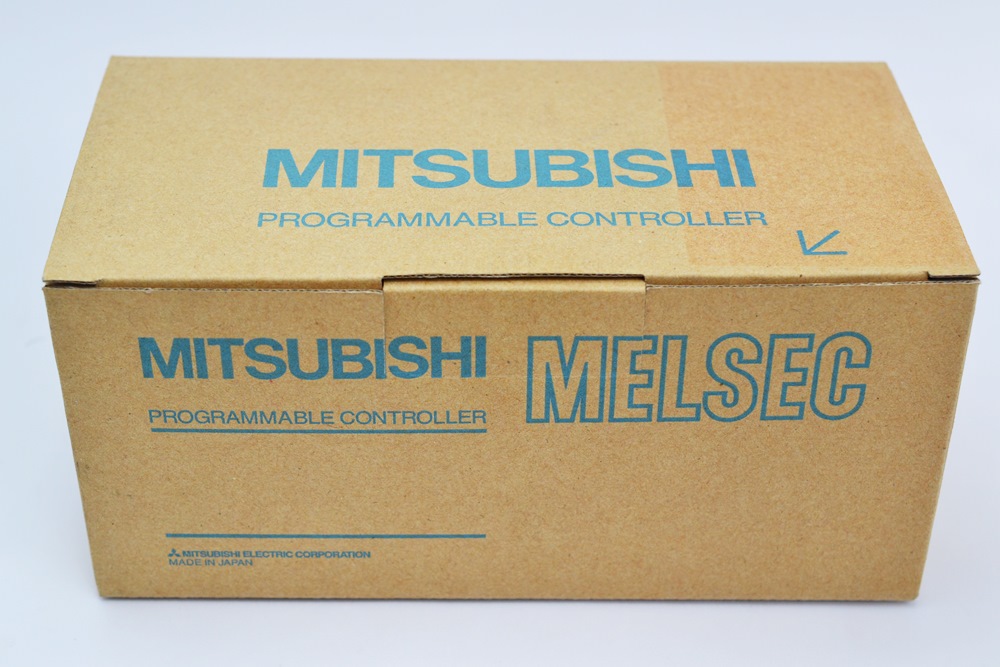 MITSUBISHI
PROGRAMMABLE CONTROLLER
MITSUBISHI
MELSEC
PROGRAMMABLE CONTROLLER
MITSUBISHI ELECTRIC CORPORATION
MADE IN JAPAN